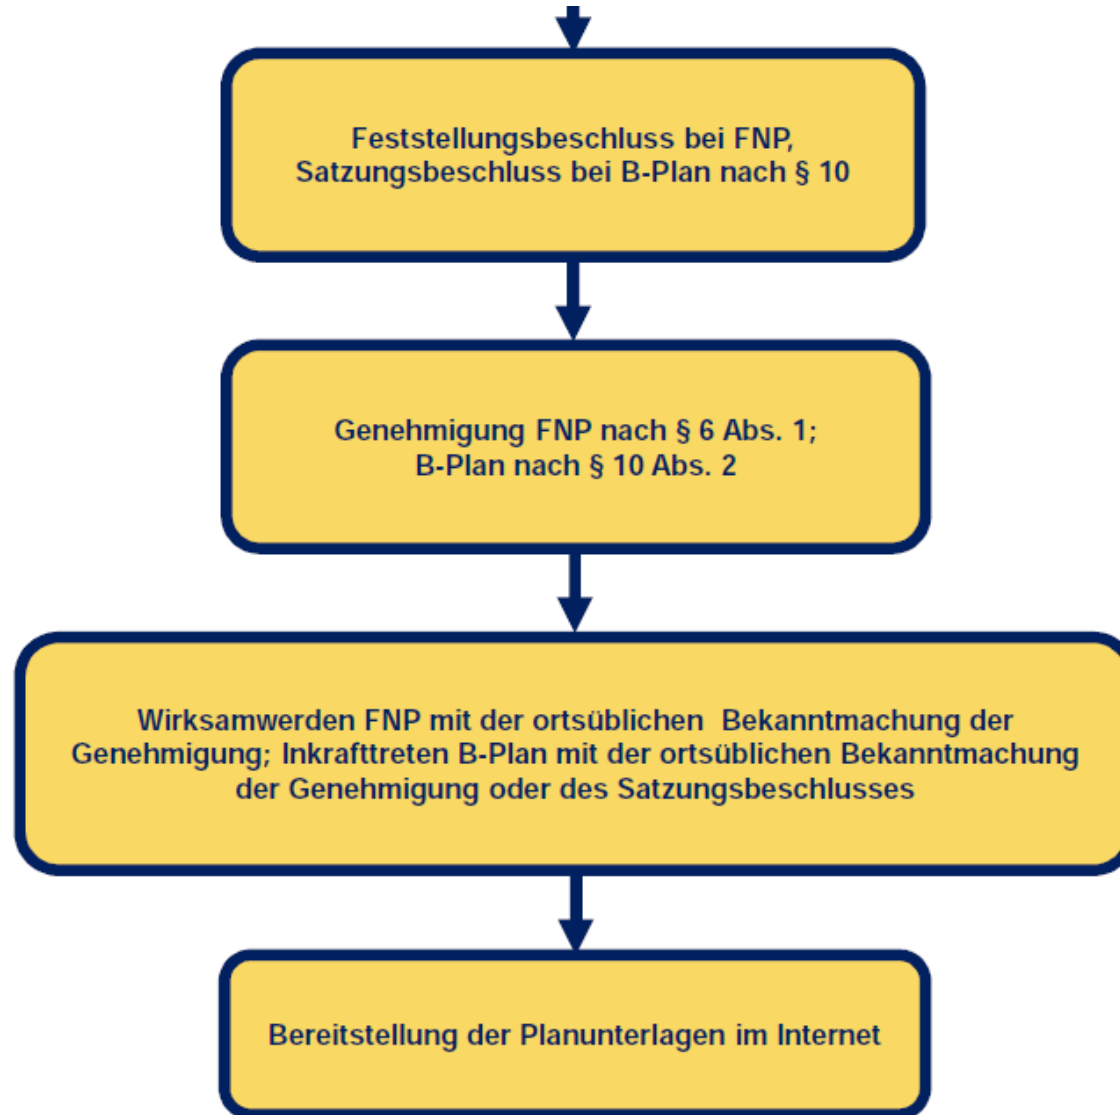 Feststellungsbeschluss bei FNP,
Satzungsbeschluss bei B-Plan nach § 10
Genehmigung FNP nach § 6 Abs. 1;
B-Plan nach § 10 Abs. 2
Wirksamwerden FNP mit der ortsüblichen Bekanntmachung der
Genehmigung; Inkrafttreten B-Plan mit der ortsüblichen Bekanntmachung
der Genehmigung oder des Satzungsbeschlusses
Bereitstellung der Planunterlagen im Internet